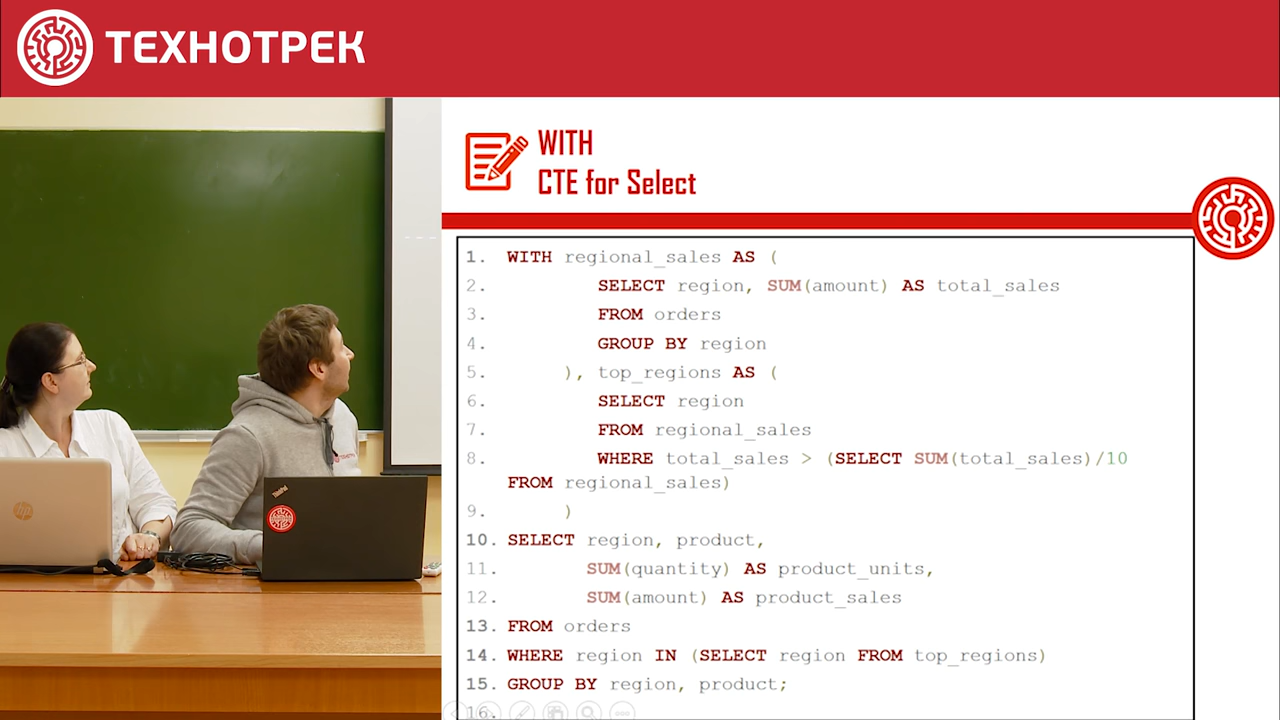 ТЕХНОТРЕК
WITH
CTE for Select
1. WITH regional_sales AS (
2. SELECT region, SUM(amount) AS total_sales
3. FROM orders
4. GROUP BY region
5. ), top_regions AS (
6. SELECT region
7. FROM regional_sales
8. WHERE total_sales > (SELECT SUM(total_sales)/10
FROM regional_sales)
9. )
10. SELECT region, product,
11. SUM(quantity) AS product_units,
12. SUM(amount) AS product_sales
13. FROM orders
14. WHERE region IN (SELECT region FROM top_regions)
15. GROUP BY region, product;
16.
hp
ThinkPad